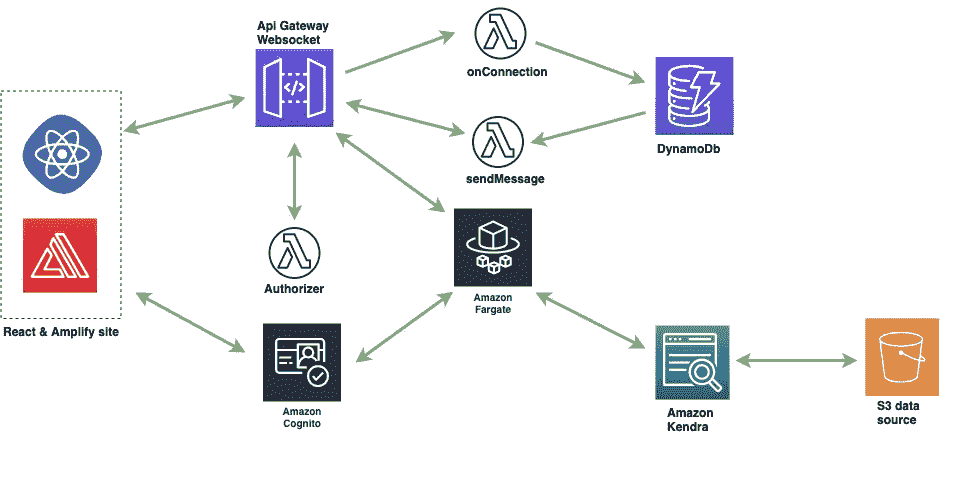 Api Gateway
Websocket
onConnection
sendMessage
DynamoDb
Authorizer
Amazon
Fargate
React & Amplify site
Amazon
Cognito
Amazon
Kendra
S3 data
source